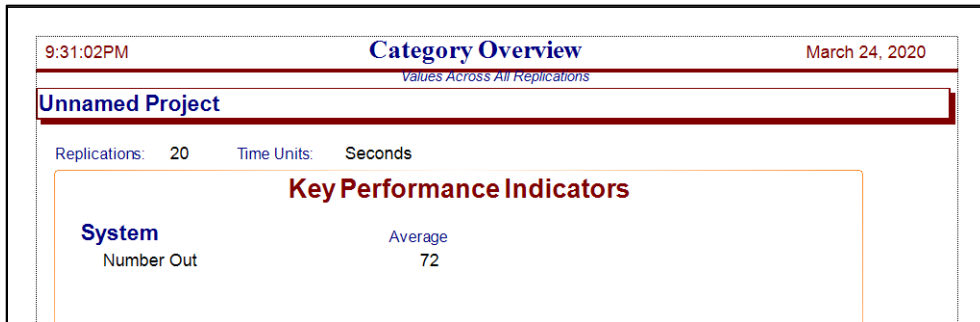 9:31:02PM Category Overview March 24, 2020
Values Across All Replications
Unnamed Project
Replications: 20 Time Units: Seconds
Key Performance Indicators
System Average
Number Out 72